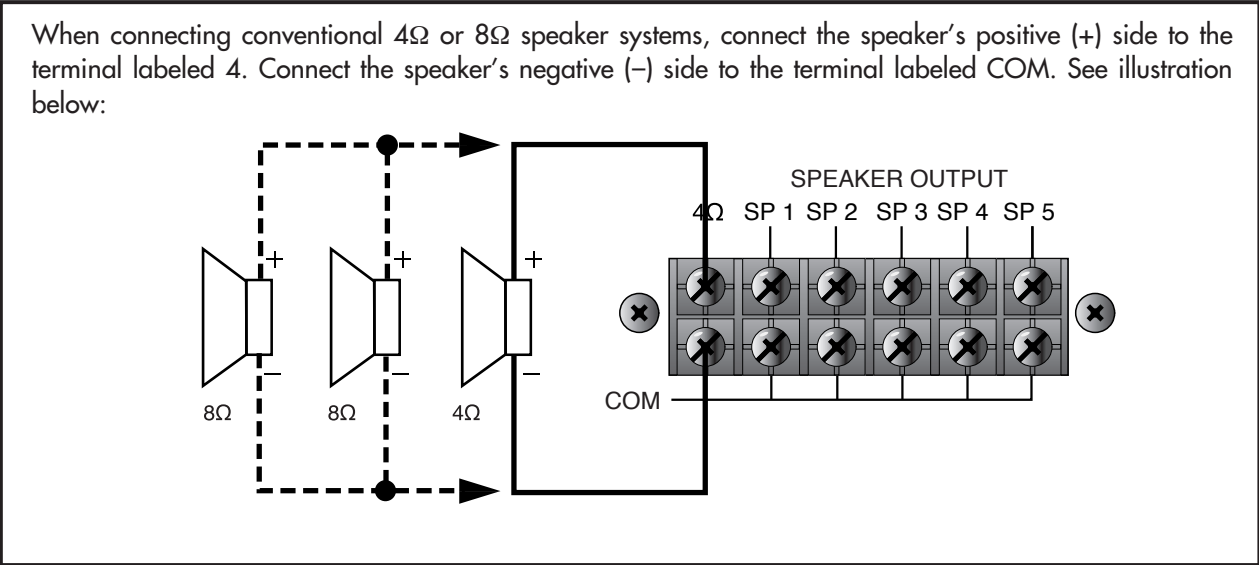 When connecting conventional 4Ω or 8Ω speaker systems, connect the speaker's positive (+) side to the
terminal labeled 4. Connect the speaker's negative (–) side to the terminal labeled COM. See illustration
below:
SPEAKER OUTPUT
4Ω SP 1 SP 2 SP 3 SP 4 SP 5
+ + +
– – –
8Ω 8Ω 4Ω
COM